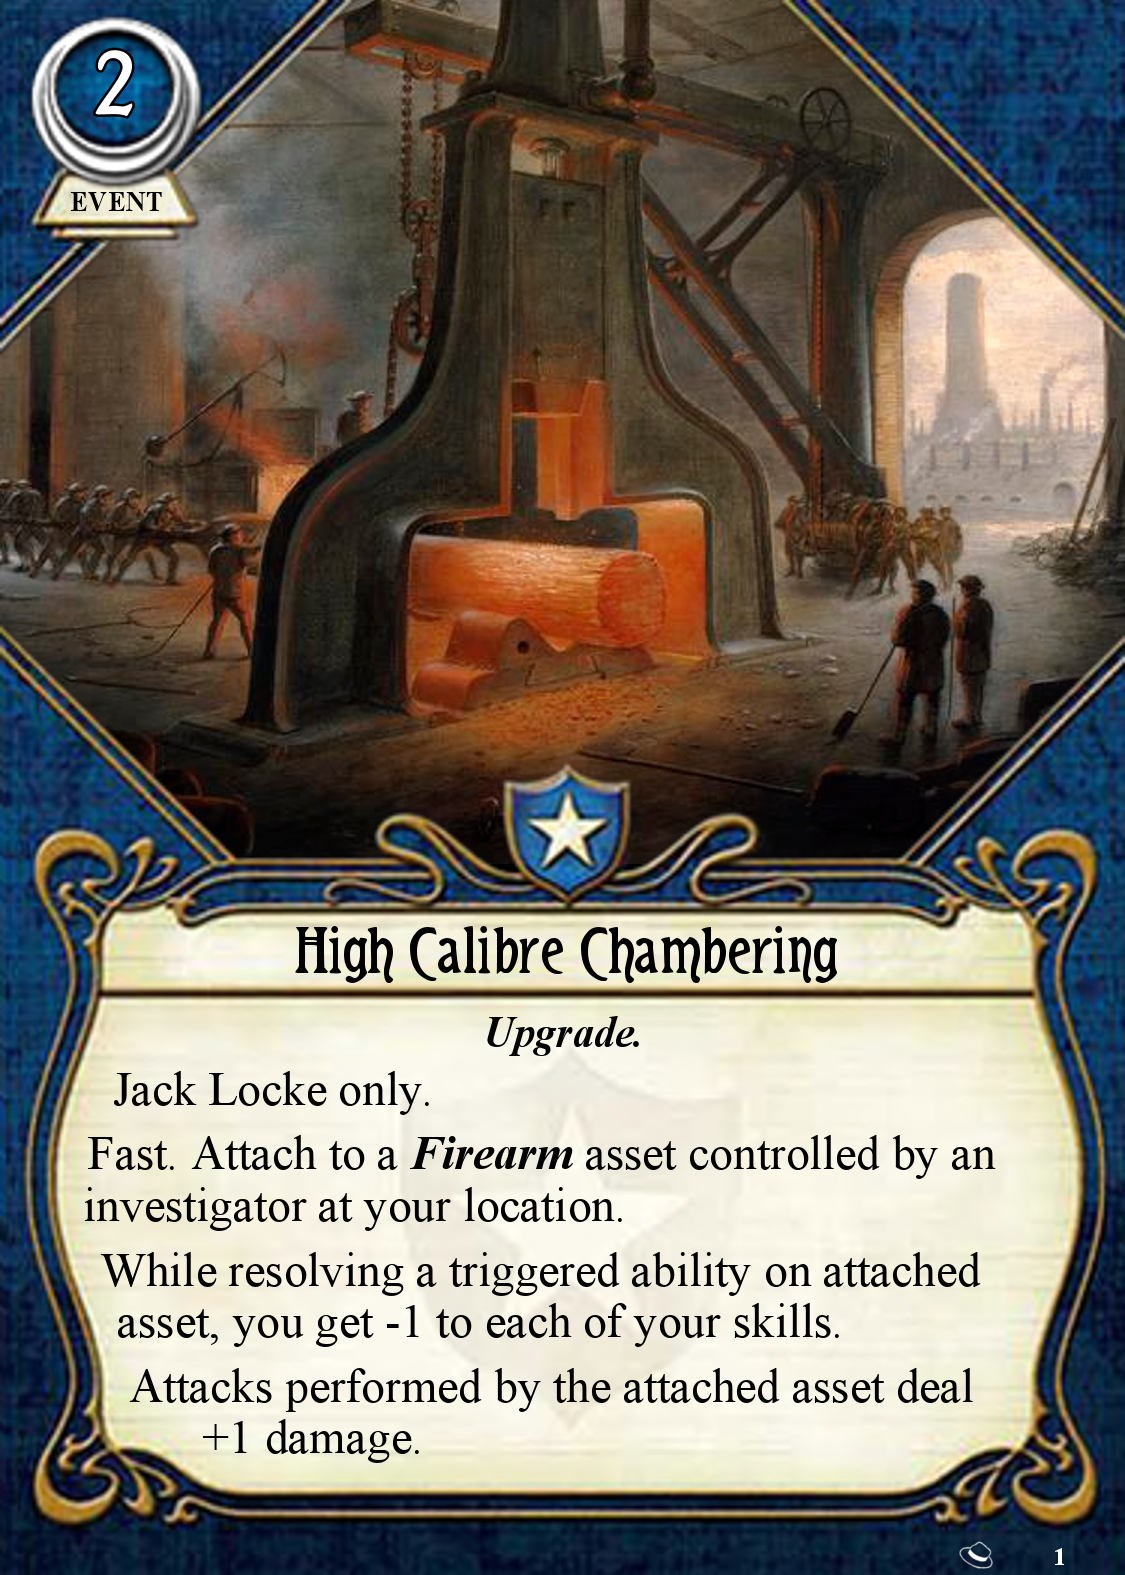 2
EVENT
High Calibre Chambering
Upgrade.
Jack Locke only.
Fast. Attach to a Firearm asset controlled by an
investigator at your location.
While resolving a triggered ability on attached
asset, you get -1 to each of your skills.
Attacks performed by the attached asset deal
+1 damage.
1